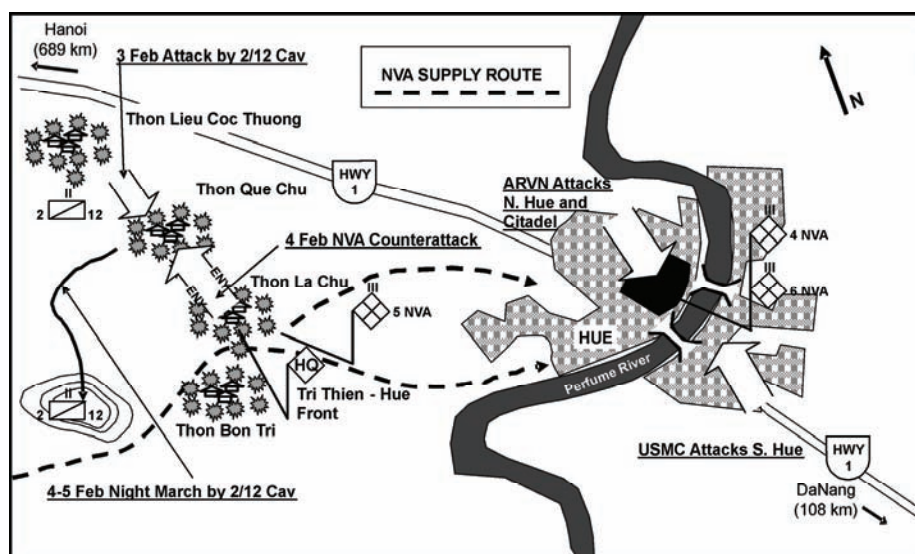 Hanoi
(689 km)
3 Feb Attack by 2/12 Cav
NVA SUPPLY ROUTE
N
Thon Lieu Coc Thuong
HWY
1
Thon Que Chu
ARVN Attacks
N. Hue and
Citadel
II
2 12
III
4 NVA
4 Feb NVA Counterattack
ENY
ENY
Thon La Chu
III
5 NVA
III
6 NVA
HUE
HQ
Tri Thien - Hue
Front
Perfume River
II
2 12
Thon Bon Tri
USMC Attacks S. Hue
HWY
1
4-5 Feb Night March by 2/12 Cav
DaNang
(108 km)